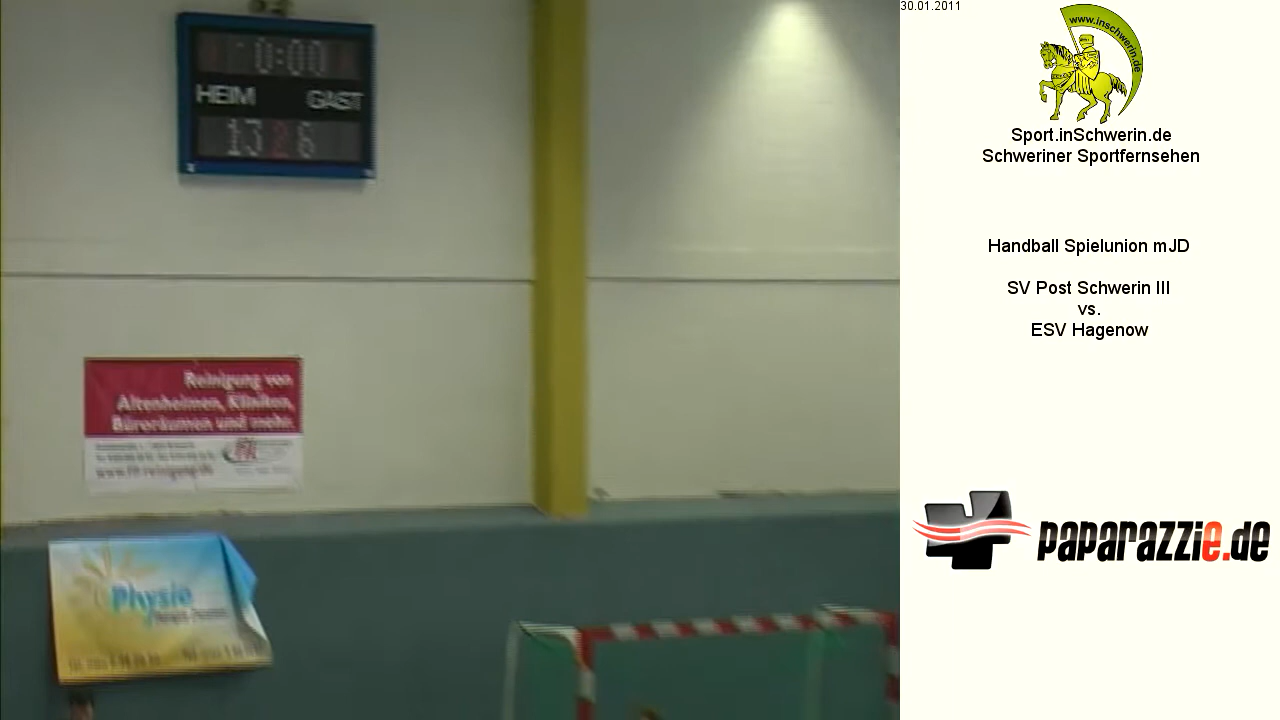 0:00
HEIM GAST
13 2 6
Reinigung von
Altenheimen, Kliniken,
Büroräumen und mehr.
Physio
30.01.2011
www.inschwerin.de
Sport.inSchwerin.de
Schweriner Sportfernsehen
Handball Spielunion mJD
SV Post Schwerin III
vs.
ESV Hagenow
paparazzie.de